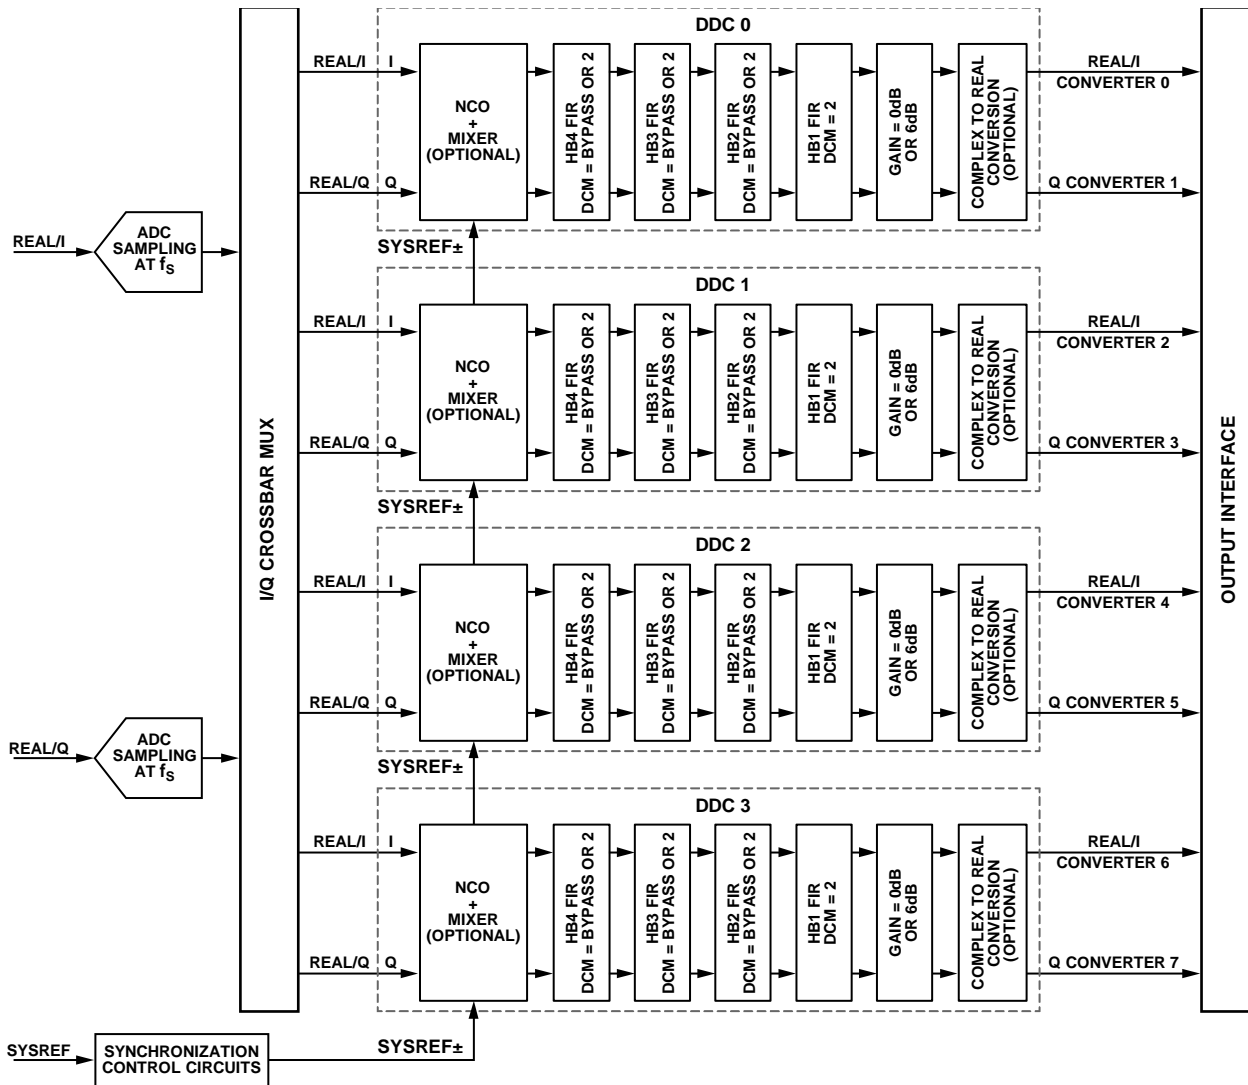 DDC 0
REAL/I I
REAL/Q Q
NCO
+
MIXER
(OPTIONAL)
HB4 FIR
DCM = BYPASS OR 2
HB3 FIR
DCM = BYPASS OR 2
HB2 FIR
DCM = BYPASS OR 2
HB1 FIR
DCM = 2
GAIN = 0dB
OR 6dB
COMPLEX TO REAL
CONVERSION
(OPTIONAL)
REAL/I
CONVERTER 0
Q CONVERTER 1
SYSREF±
REAL/I
ADC
SAMPLING
AT fS
DDC 1
REAL/I I
REAL/Q Q
NCO
+
MIXER
(OPTIONAL)
HB4 FIR
DCM = BYPASS OR 2
HB3 FIR
DCM = BYPASS OR 2
HB2 FIR
DCM = BYPASS OR 2
HB1 FIR
DCM = 2
GAIN = 0dB
OR 6dB
COMPLEX TO REAL
CONVERSION
(OPTIONAL)
REAL/I
CONVERTER 2
Q CONVERTER 3
SYSREF±
I/Q CROSSBAR MUX
OUTPUT INTERFACE
DDC 2
REAL/I I
REAL/Q Q
NCO
+
MIXER
(OPTIONAL)
HB4 FIR
DCM = BYPASS OR 2
HB3 FIR
DCM = BYPASS OR 2
HB2 FIR
DCM = BYPASS OR 2
HB1 FIR
DCM = 2
GAIN = 0dB
OR 6dB
COMPLEX TO REAL
CONVERSION
(OPTIONAL)
REAL/I
CONVERTER 4
Q CONVERTER 5
SYSREF±
REAL/Q
ADC
SAMPLING
AT fS
DDC 3
REAL/I I
REAL/Q Q
NCO
+
MIXER
(OPTIONAL)
HB4 FIR
DCM = BYPASS OR 2
HB3 FIR
DCM = BYPASS OR 2
HB2 FIR
DCM = BYPASS OR 2
HB1 FIR
DCM = 2
GAIN = 0dB
OR 6dB
COMPLEX TO REAL
CONVERSION
(OPTIONAL)
REAL/I
CONVERTER 6
Q CONVERTER 7
SYSREF
SYNCHRONIZATION
CONTROL CIRCUITS
SYSREF±